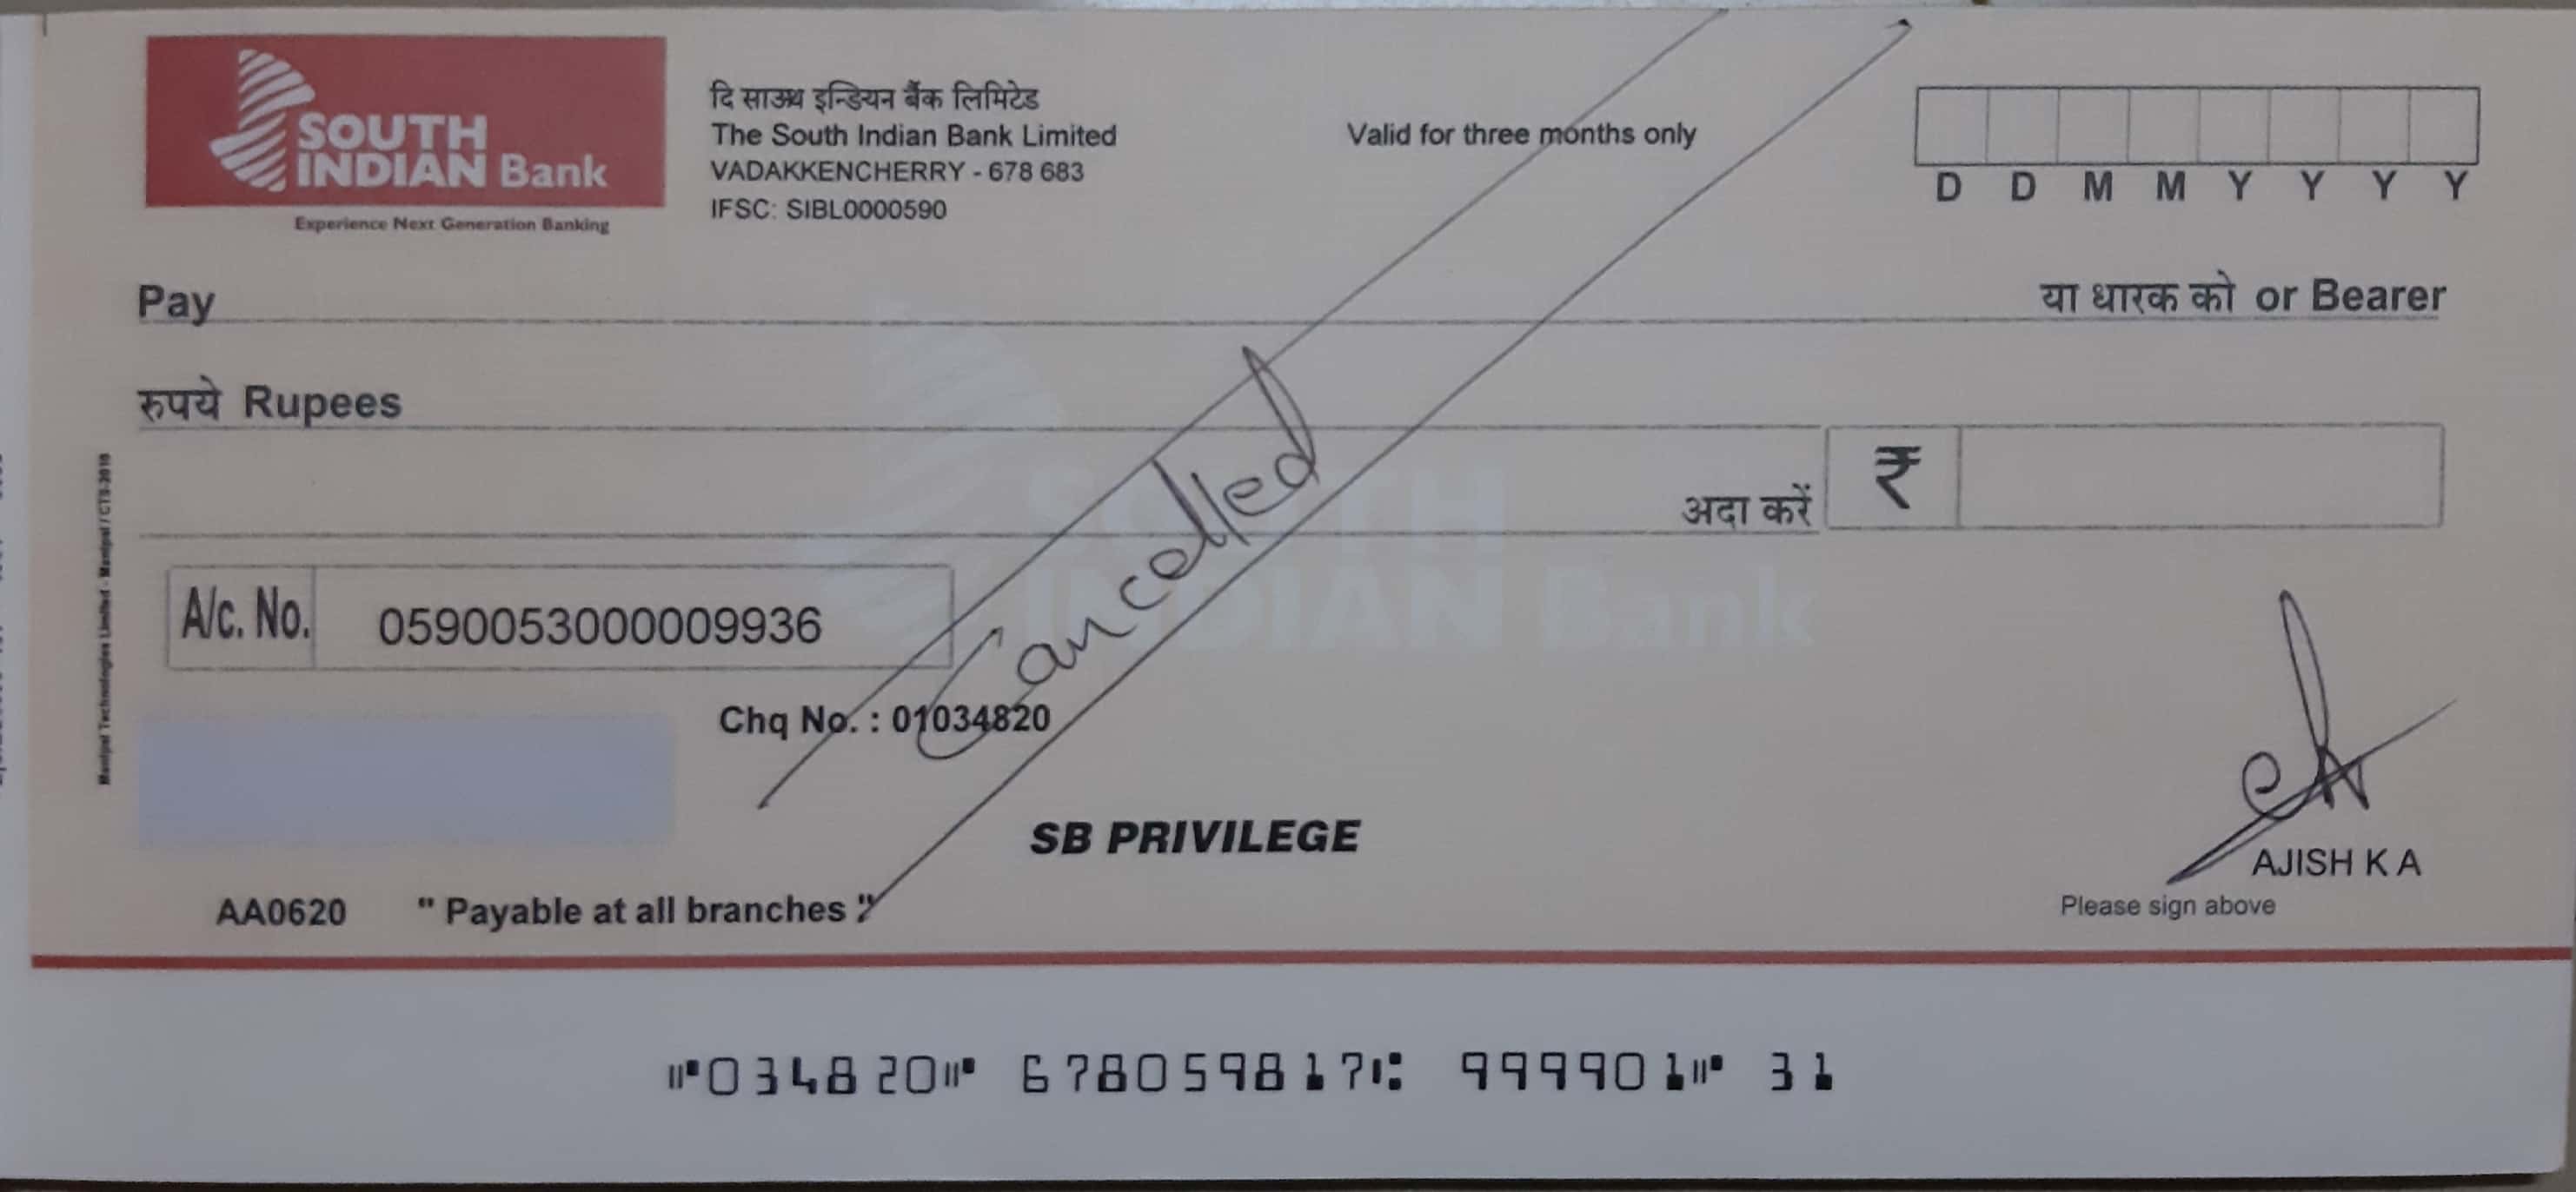 SOUTH
INDIAN Bank
Experience Next Generation Banking
दि साउथ इन्डियन बैंक लिमिटेड
The South Indian Bank Limited
VADAKKENCHERRY - 678 683
IFSC: SIBL0000590
Valid for three months only
D D M M Y Y Y Y
Pay
या धारक को or Bearer
रुपये Rupees
अदा करें ₹
Cancelled
SOUTH
INDIAN Bank
A/c. No. 0590053000009936
Chq No. : 01034820
Manipal Technologies Limited - Manipal / CTS-2010
SB PRIVILEGE
AJISH K A
Please sign above
AA0620 " Payable at all branches "
⑈034820⑈ 678059817⑆ 999901⑈ 31